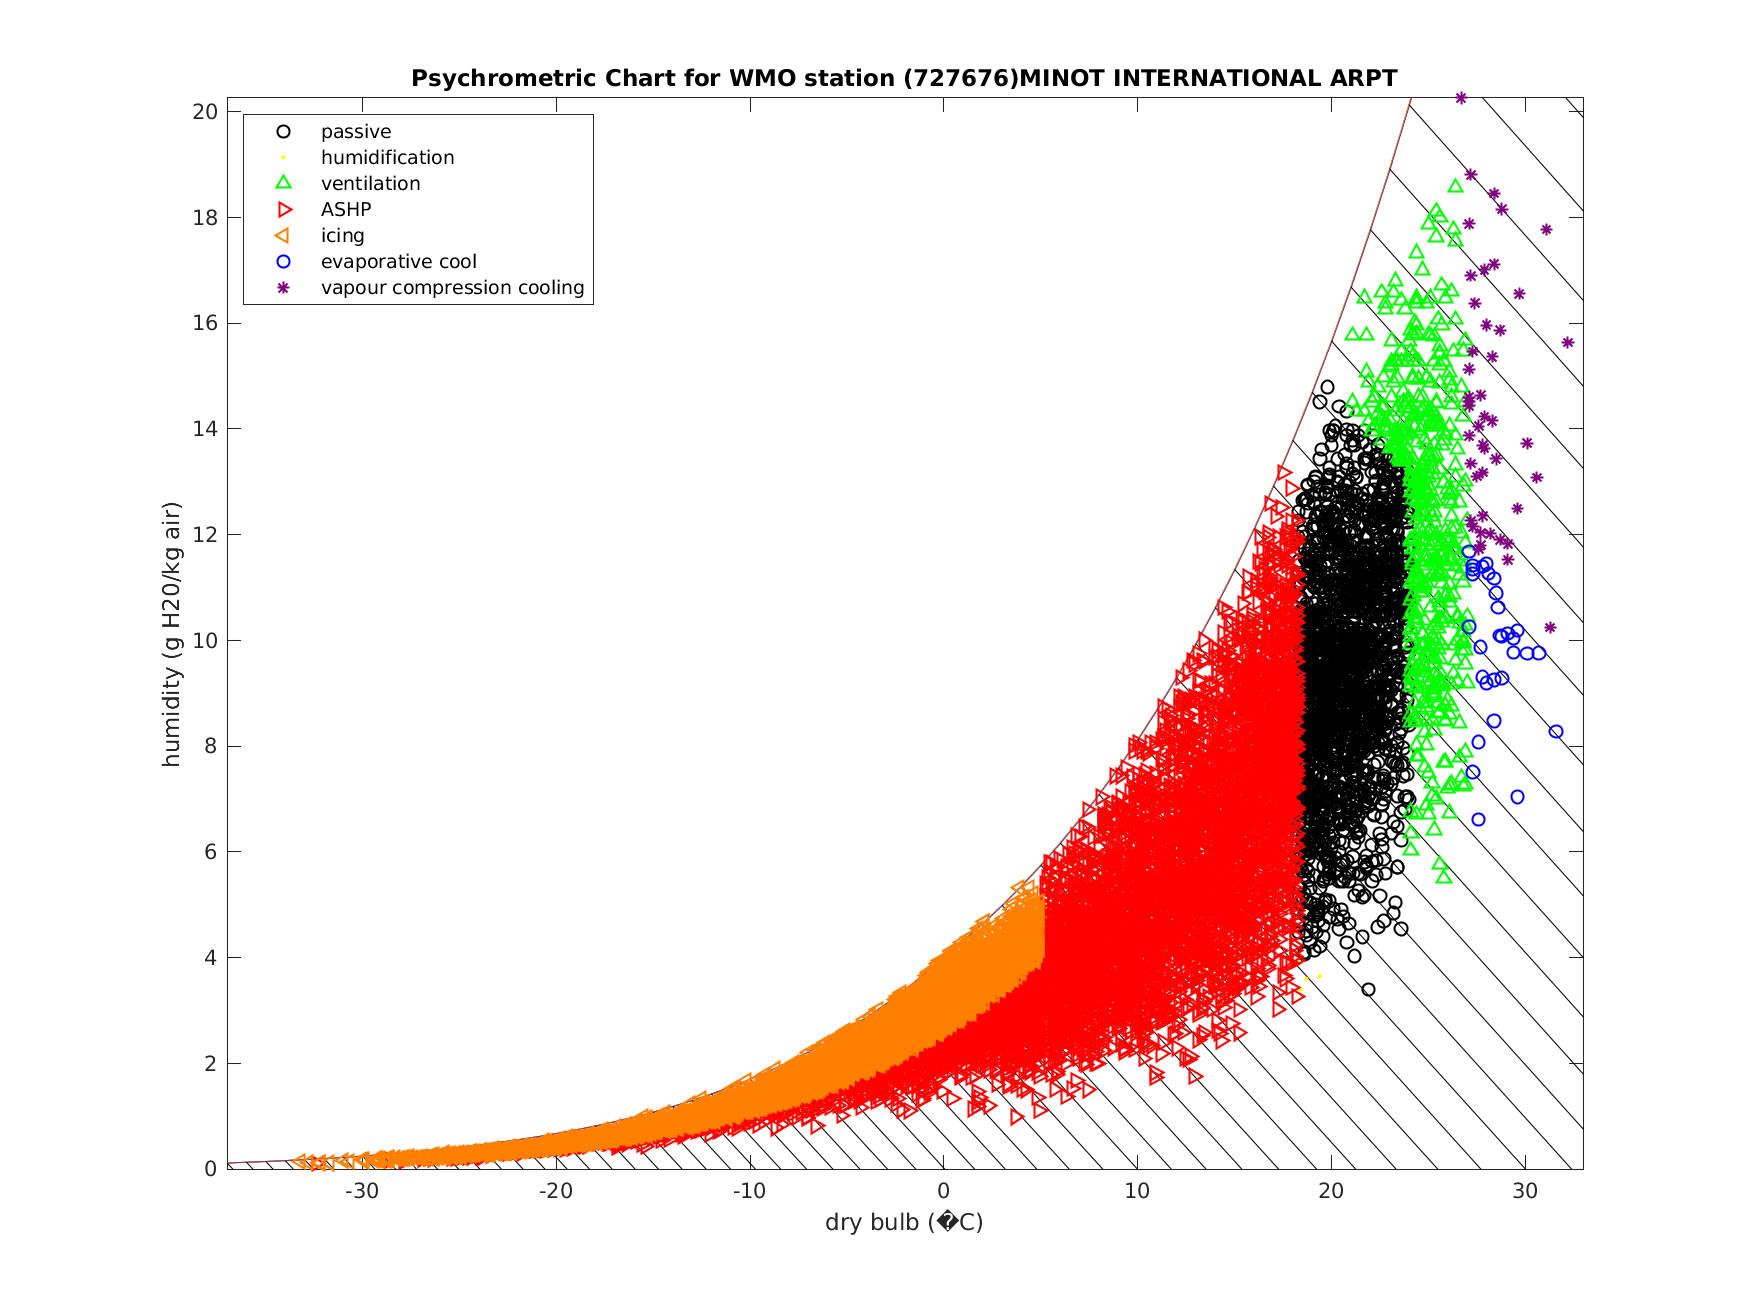 Psychrometric Chart for WMO station (727676)MINOT INTERNATIONAL ARPT
passive
humidification
ventilation
ASHP
icing
evaporative cool
vapour compression cooling
humidity (g H20/kg air)
20
18
16
14
12
10
8
6
4
2
0
-30
-20
-10
0
10
20
30
dry bulb (�C)